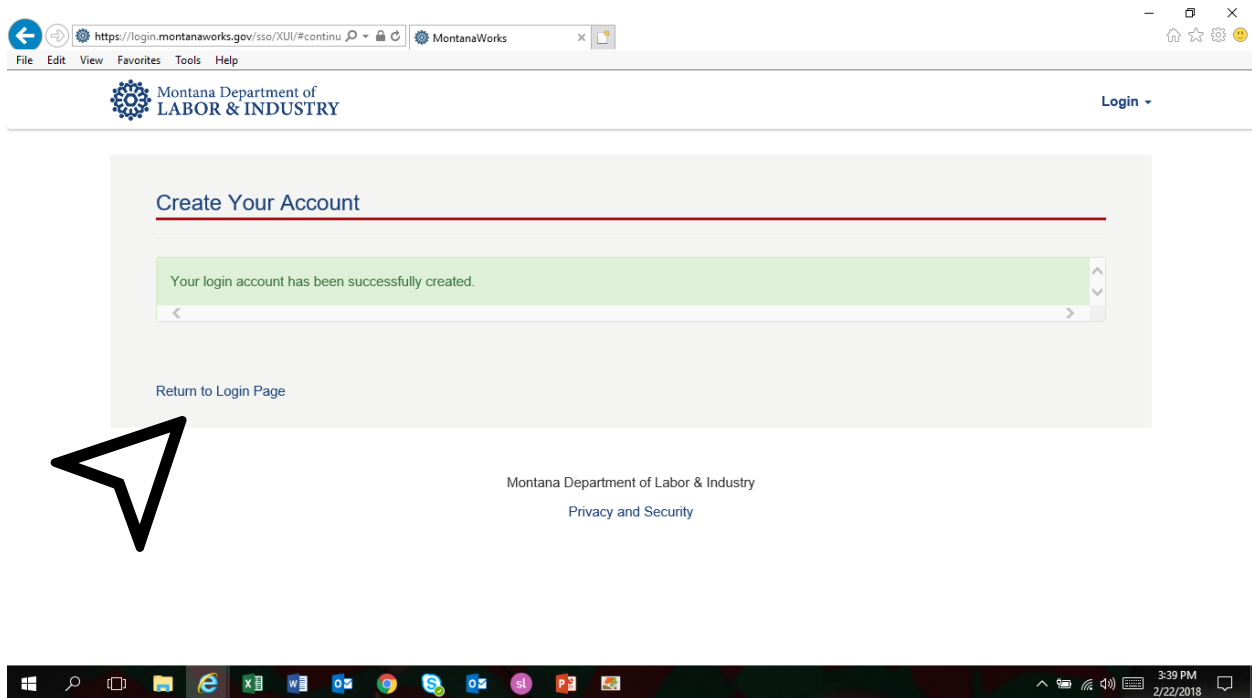 https://login.montanaworks.gov/sso/XUI/#continu
MontanaWorks
File Edit View Favorites Tools Help
Montana Department of
LABOR & INDUSTRY
Login
Create Your Account
Your login account has been successfully created.
Return to Login Page
Montana Department of Labor & Industry
Privacy and Security
sl
3:39 PM
2/22/2018